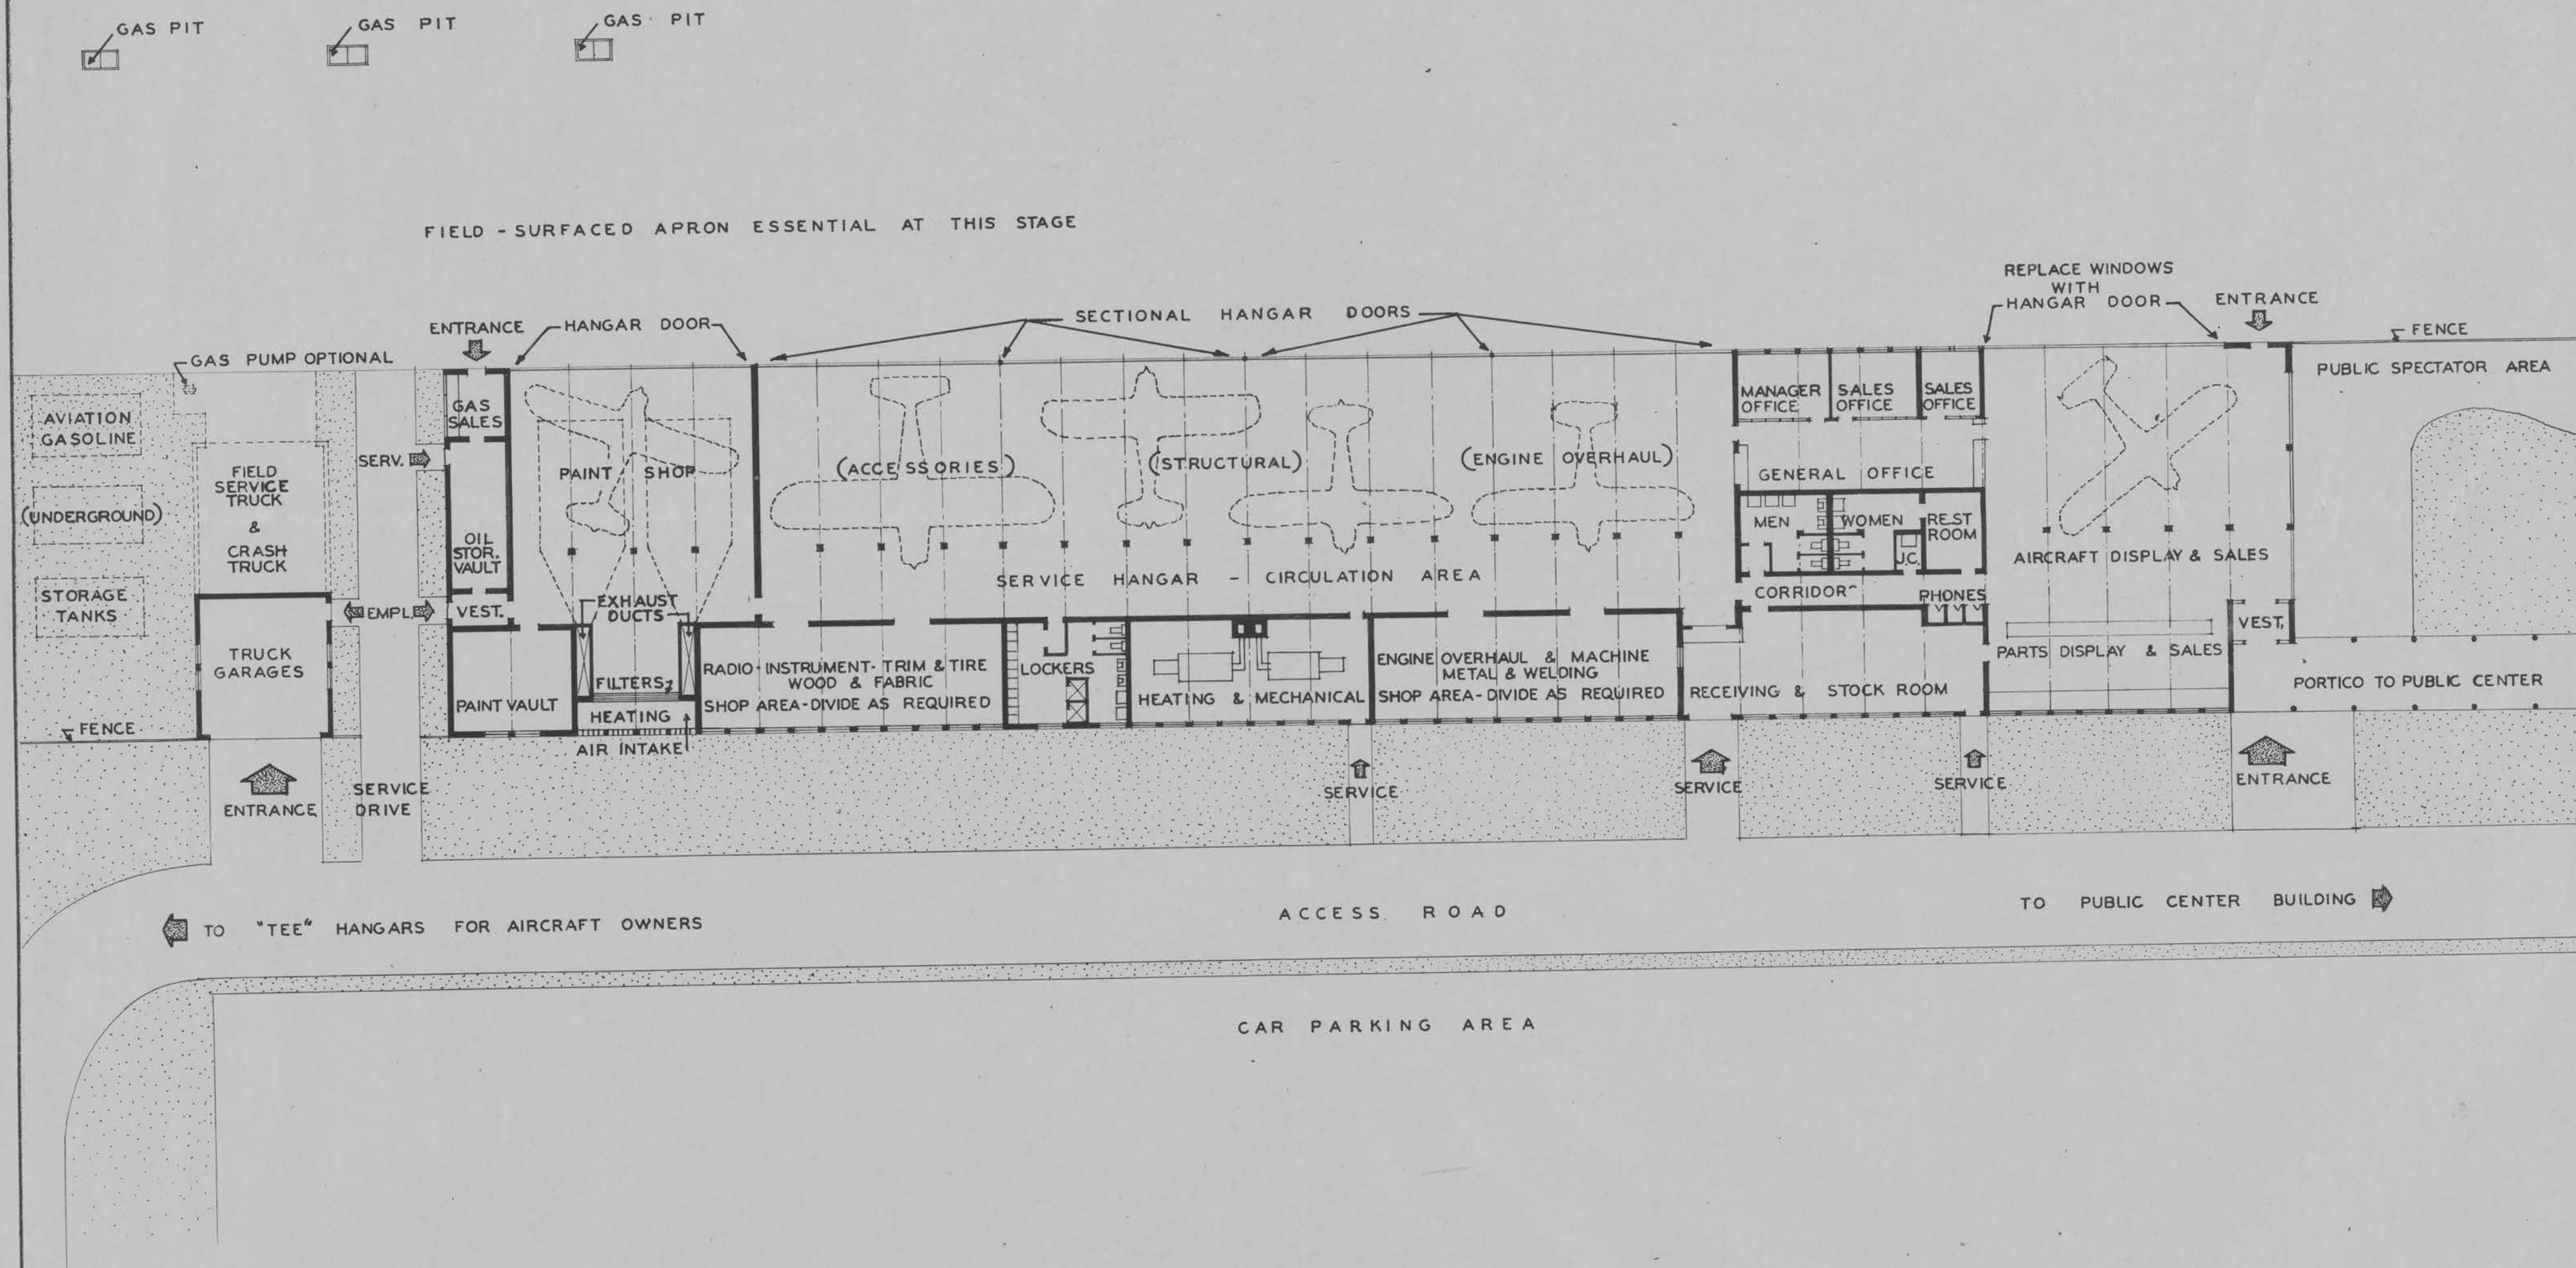 GAS PIT
GAS PIT
GAS PIT
FIELD - SURFACED APRON ESSENTIAL AT THIS STAGE
REPLACE WINDOWS
WITH
HANGAR DOOR
ENTRANCE
SECTIONAL HANGAR DOORS
ENTRANCE
HANGAR DOOR
FENCE
GAS PUMP OPTIONAL
PUBLIC SPECTATOR AREA
AVIATION
GASOLINE
(UNDERGROUND)
STORAGE
TANKS
FIELD
SERVICE
TRUCK
&
CRASH
TRUCK
SERV.
GAS
SALES
OIL
STOR.
VAULT
EMPL.
VEST.
PAINT SHOP
(ACCESSORIES)
(STRUCTURAL)
(ENGINE OVERHAUL)
SERVICE HANGAR - CIRCULATION AREA
MANAGER
OFFICE
SALES
OFFICE
SALES
OFFICE
GENERAL OFFICE
MEN
WOMEN
REST
ROOM
J.C.
CORRIDOR
PHONES
AIRCRAFT DISPLAY & SALES
VEST.
PARTS DISPLAY & SALES
PORTICO TO PUBLIC CENTER
TRUCK
GARAGES
FENCE
PAINT VAULT
EXHAUST
DUCTS
FILTERS
HEATING
AIR INTAKE
RADIO - INSTRUMENT - TRIM & TIRE
WOOD & FABRIC
SHOP AREA - DIVIDE AS REQUIRED
LOCKERS
HEATING & MECHANICAL
ENGINE OVERHAUL & MACHINE
METAL & WELDING
SHOP AREA - DIVIDE AS REQUIRED
RECEIVING & STOCK ROOM
ENTRANCE
SERVICE
DRIVE
SERVICE
SERVICE
SERVICE
ENTRANCE
TO "TEE" HANGARS FOR AIRCRAFT OWNERS
ACCESS ROAD
TO PUBLIC CENTER BUILDING
CAR PARKING AREA